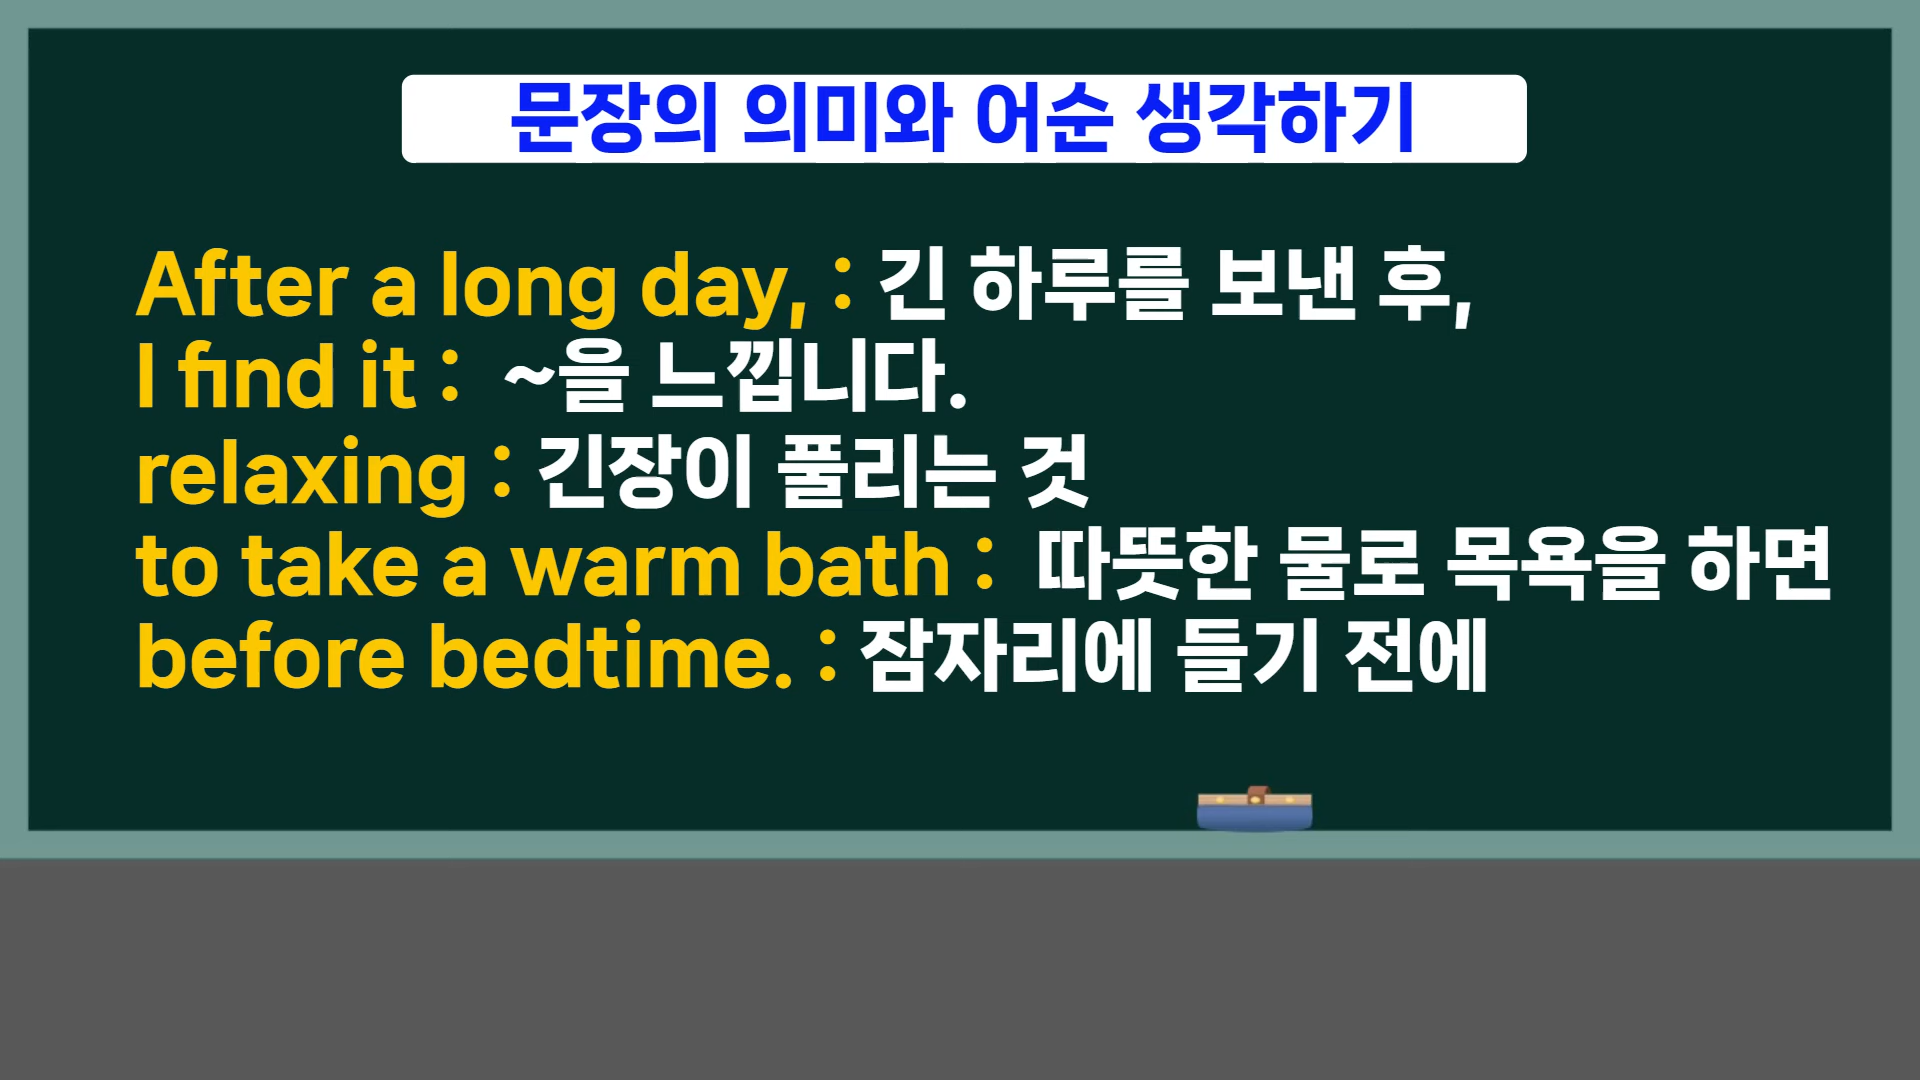 문장의 의미와 어순 생각하기
After a long day, : 긴 하루를 보낸 후,
I find it : ~을 느낍니다.
relaxing : 긴장이 풀리는 것
to take a warm bath : 따뜻한 물로 목욕을 하면
before bedtime. : 잠자리에 들기 전에